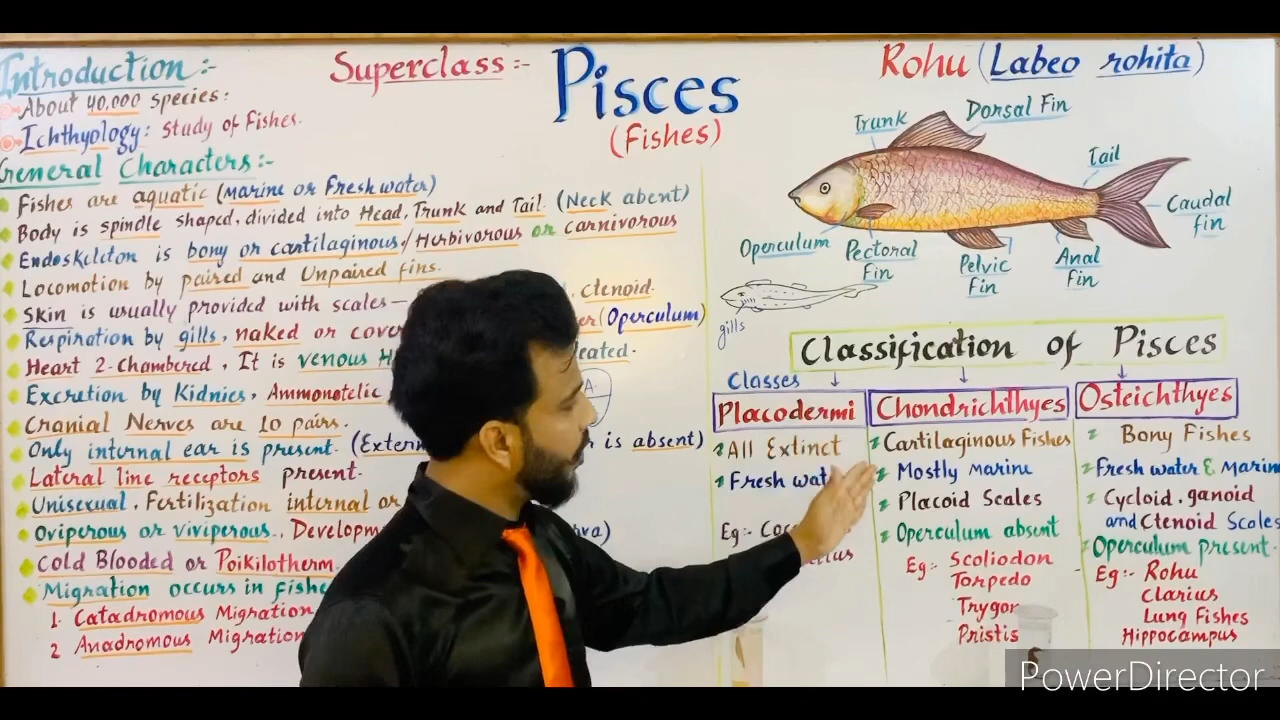 Introduction:-
About 40,000 species:
Ichthyology: Study of Fishes.
General Characters:-
Fishes are aquatic (marine or Fresh water)
Body is spindle shaped, divided into Head, Trunk and Tail (Neck abent)
Endoskeleton is bony or cartilaginous/Herbivorous or carnivorous
Locomotion by paired and Unpaired fins.
Skin is usually provided with scales- ctenoid.
Respiration by gills, naked or (Operculum)
Heart 2-Chambered, It is venous
Excretion by Kidnies, Ammonotelic
Cranial Nerves are 10 pairs.
Only internal ear is present. is absent)
Lateral line receptors present.
Unisexual, Fertilization internal or
Oviperous or viviperous,
Cold Blooded or Poikilotherm
Migration occurs in
1. Catadromous Migration
2 Anadromous Migration
Superclass:-
Pisces
(Fishes)
Rohu (Labeo rohita)
Trunk
Dorsal Fin
Tail
Caudal fin
Operculum
Pectoral Fin
Pelvic Fin
Anal Fin
gills
Classification of Pisces
Classes
Placodermi
All Extinct
Fresh
Eg:-
Chondrichthyes
Cartilaginous Fishes
Mostly Marine
Placoid Scales
Operculum absent
Eg:- Scoliodon
Torpedo
Trygon
Pristis
Osteichthyes
Bony Fishes
Fresh water & Marin
Cycloid, ganoid
and Ctenoid Scales
Operculum present.
Eg:- Rohu
Clarius
Lung Fishes
Hippocampus
PowerDirector